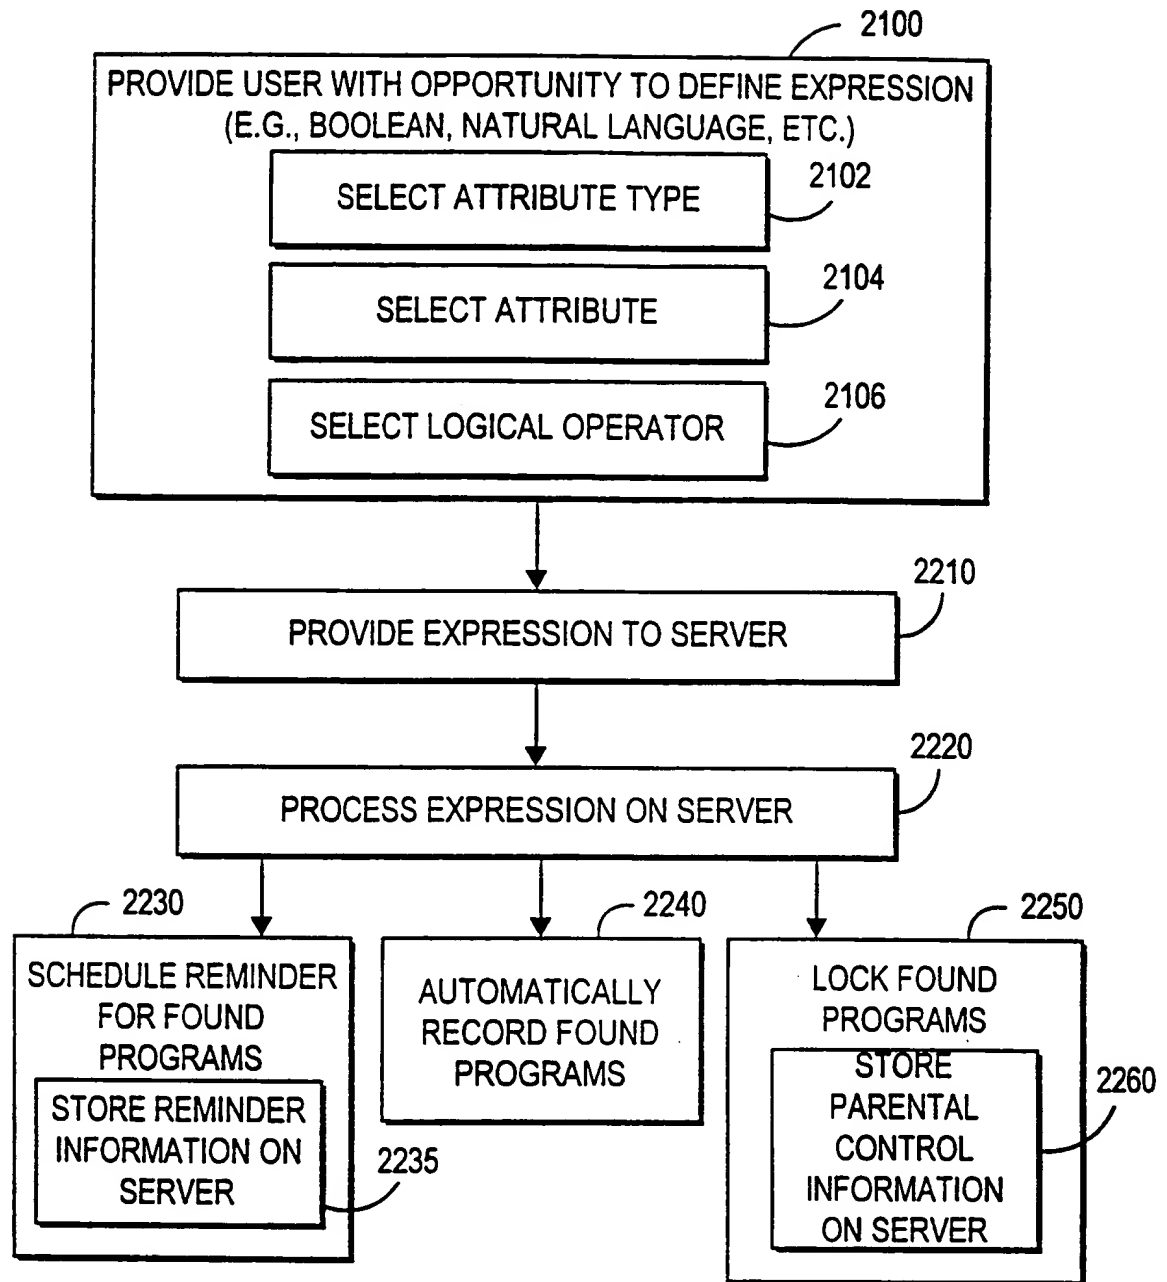 2100
PROVIDE USER WITH OPPORTUNITY TO DEFINE EXPRESSION
(E.G., BOOLEAN, NATURAL LANGUAGE, ETC.)
2102
SELECT ATTRIBUTE TYPE
2104
SELECT ATTRIBUTE
2106
SELECT LOGICAL OPERATOR
2210
PROVIDE EXPRESSION TO SERVER
2220
PROCESS EXPRESSION ON SERVER
2230
SCHEDULE REMINDER
FOR FOUND
PROGRAMS
STORE REMINDER
INFORMATION ON
SERVER
2235
2240
AUTOMATICALLY
RECORD FOUND
PROGRAMS
2250
LOCK FOUND
PROGRAMS
STORE
PARENTAL
CONTROL
INFORMATION
ON SERVER
2260